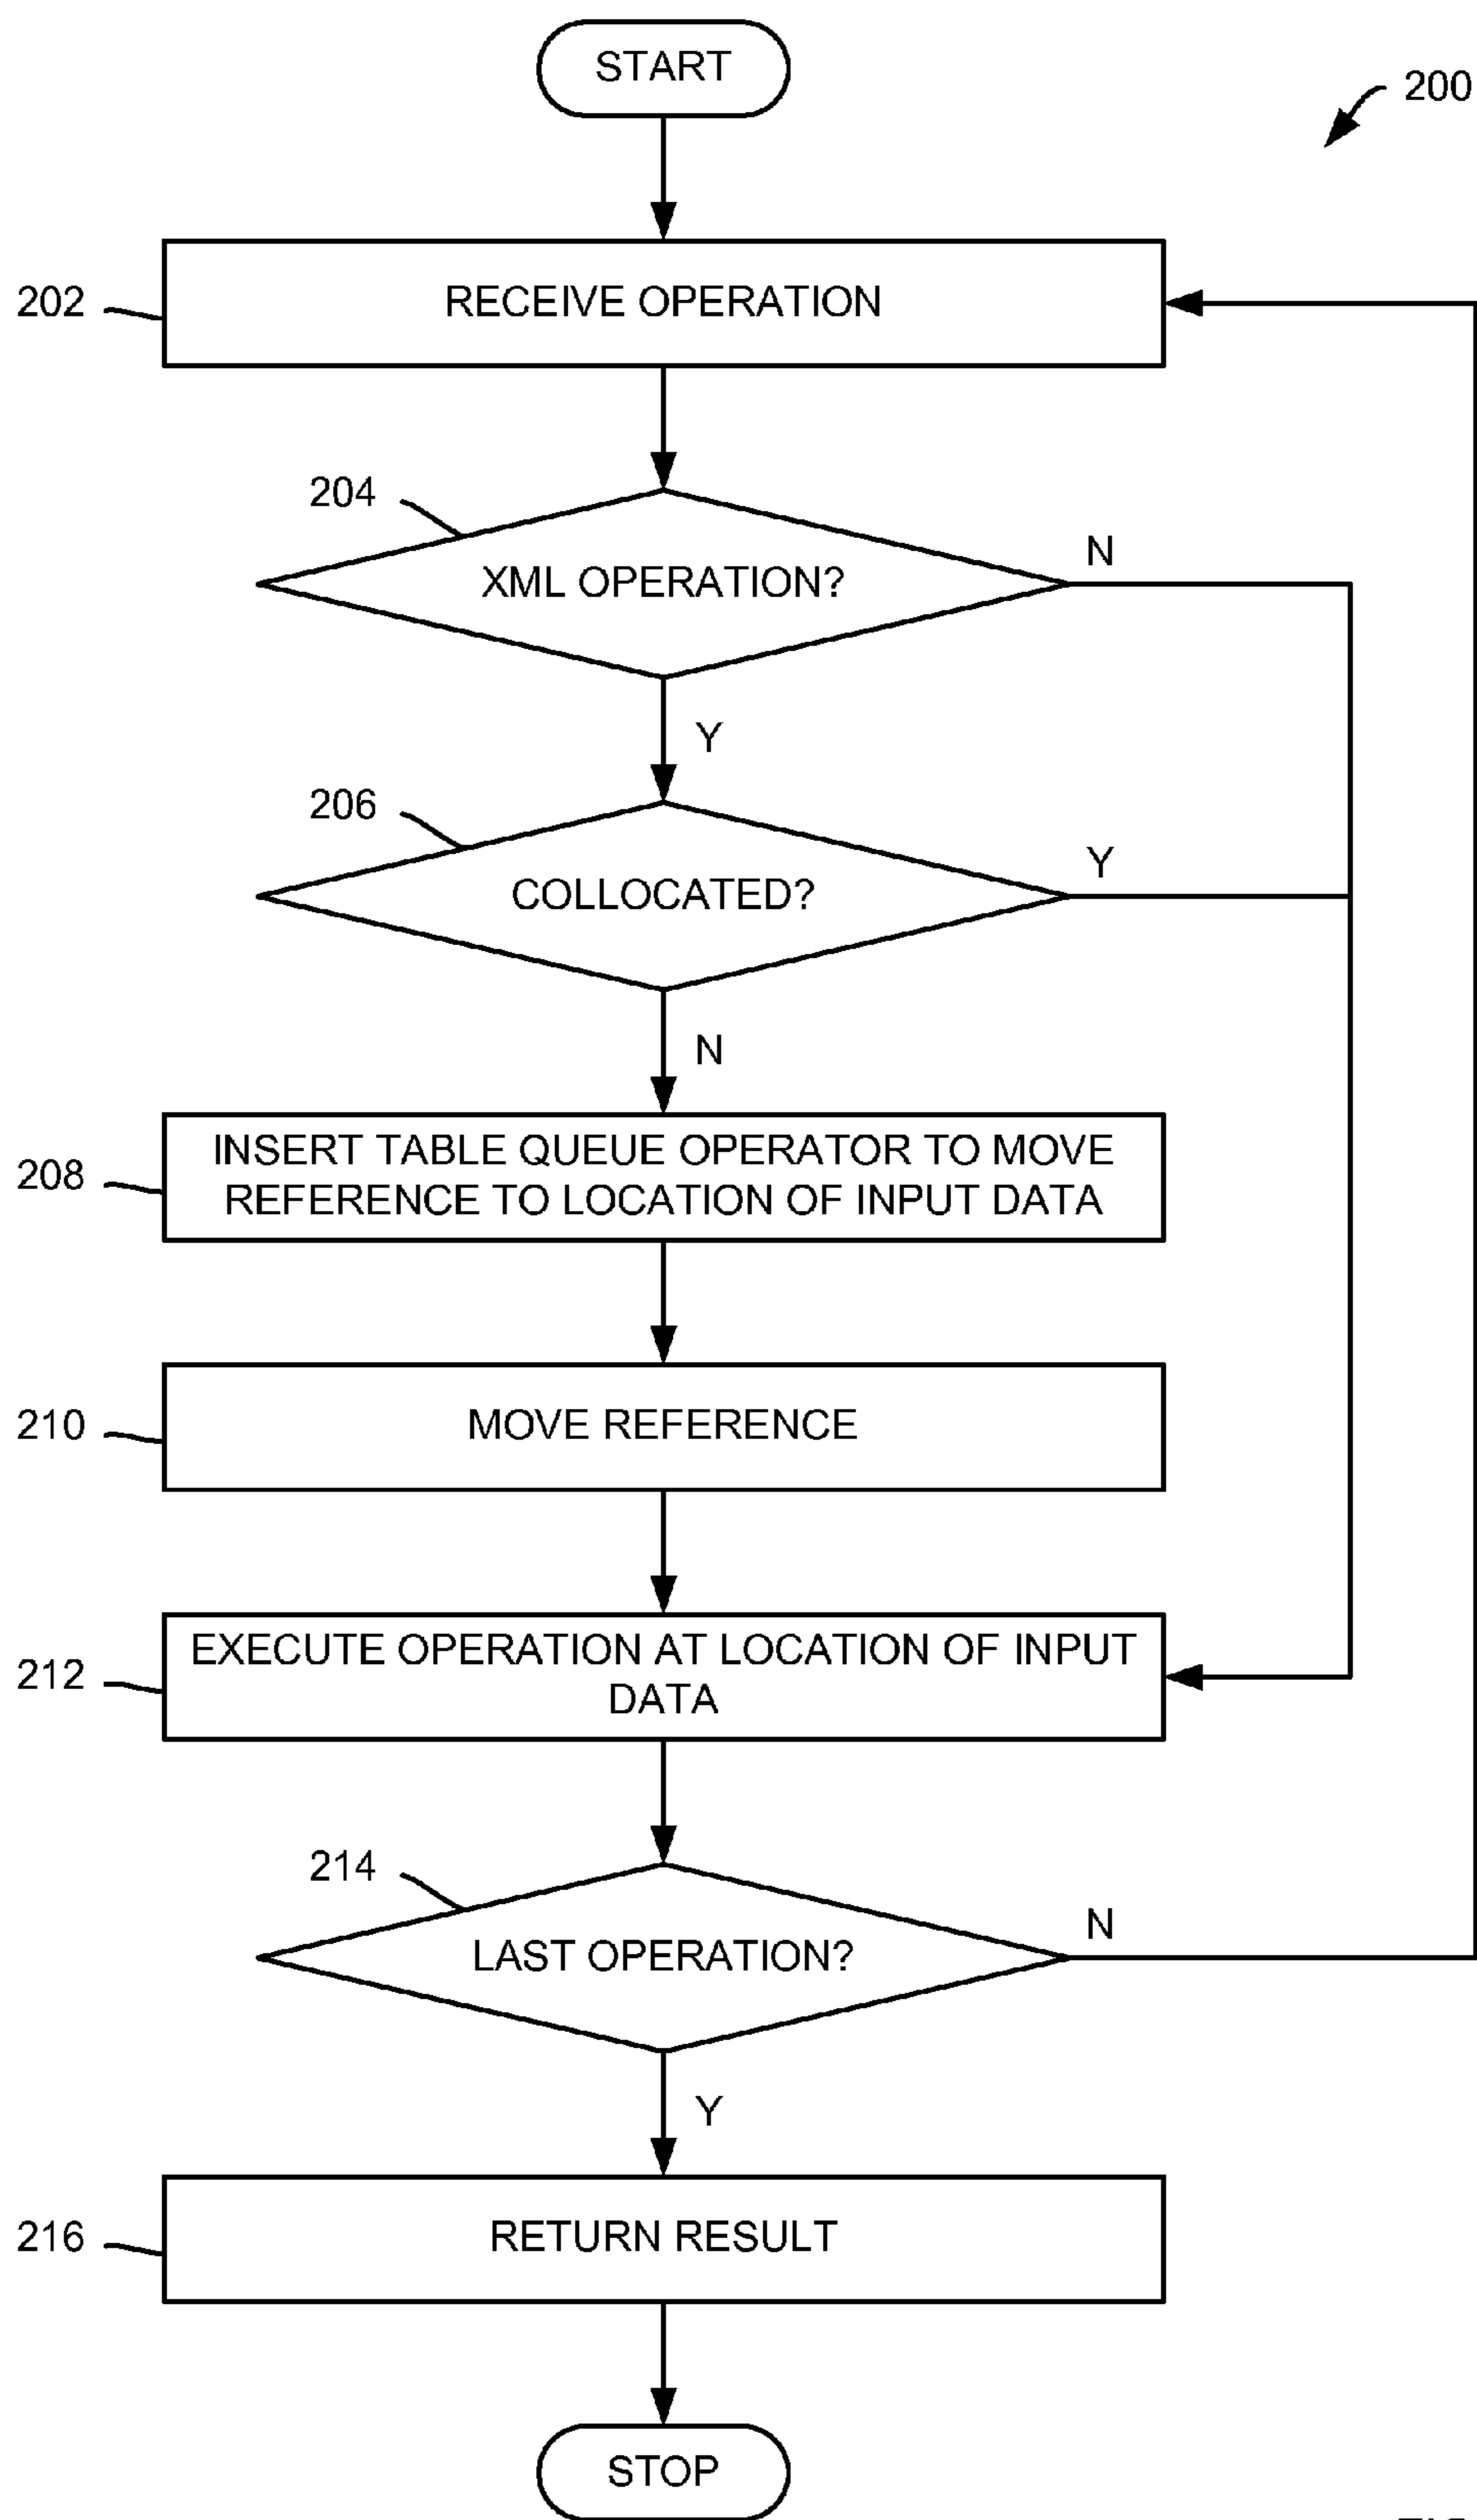 START
200
202
RECEIVE OPERATION
204
XML OPERATION?
N
Y
206
COLLOCATED?
Y
N
208
INSERT TABLE QUEUE OPERATOR TO MOVE
REFERENCE TO LOCATION OF INPUT DATA
210
MOVE REFERENCE
212
EXECUTE OPERATION AT LOCATION OF INPUT
DATA
214
LAST OPERATION?
N
Y
216
RETURN RESULT
STOP